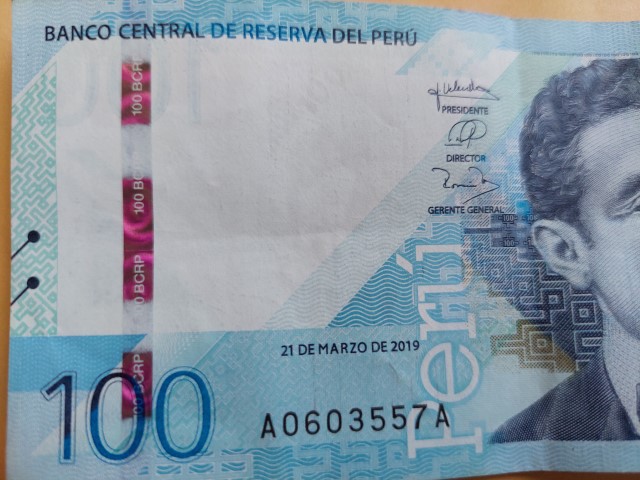 BANCO CENTRAL DE RESERVA DEL PERÚ
100
100 BCRP
100 BCRP
100 BCRP
100 BCRP
PRESIDENTE
DIRECTOR
GERENTE GENERAL
21 DE MARZO DE 2019
A0603557A
Perú